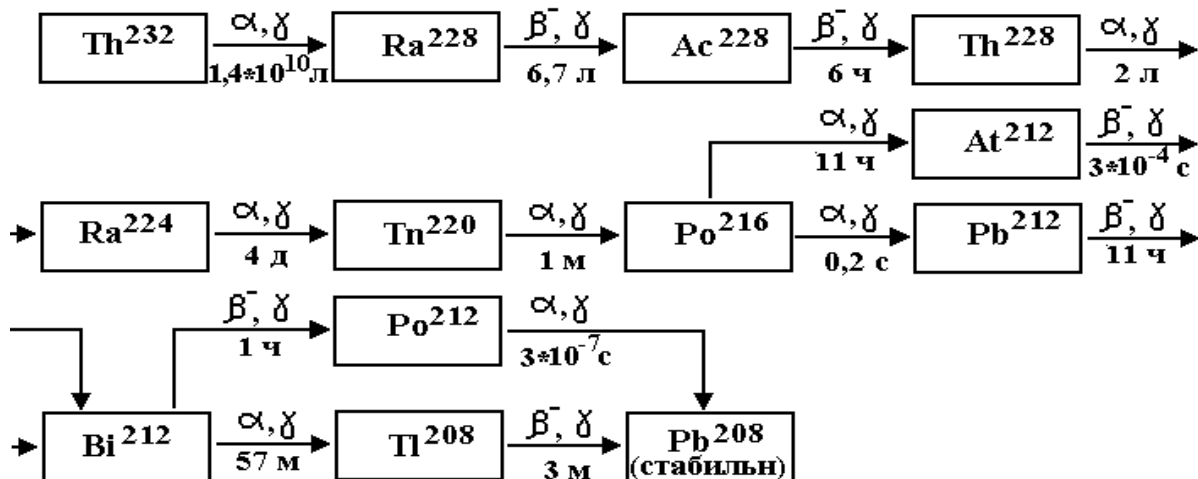 Th²³² α,γ Ra²²⁸ β⁻, γ Ac²²⁸ β⁻, γ Th²²⁸ α,γ
1,4*10¹⁰л 6,7 л 6 ч 2 л
α,γ At²¹² β⁻, γ
11 ч 3*10⁻⁴ с
Ra²²⁴ α,γ Tn²²⁰ α,γ Po²¹⁶ α,γ Pb²¹² β⁻, γ
4 д 1 м 0,2 с 11 ч
β⁻, γ Po²¹² α,γ
1 ч 3*10⁻⁷с
Bi²¹² α,γ Tl²⁰⁸ β⁻, γ Pb²⁰⁸
57 м 3 м (стабильн)